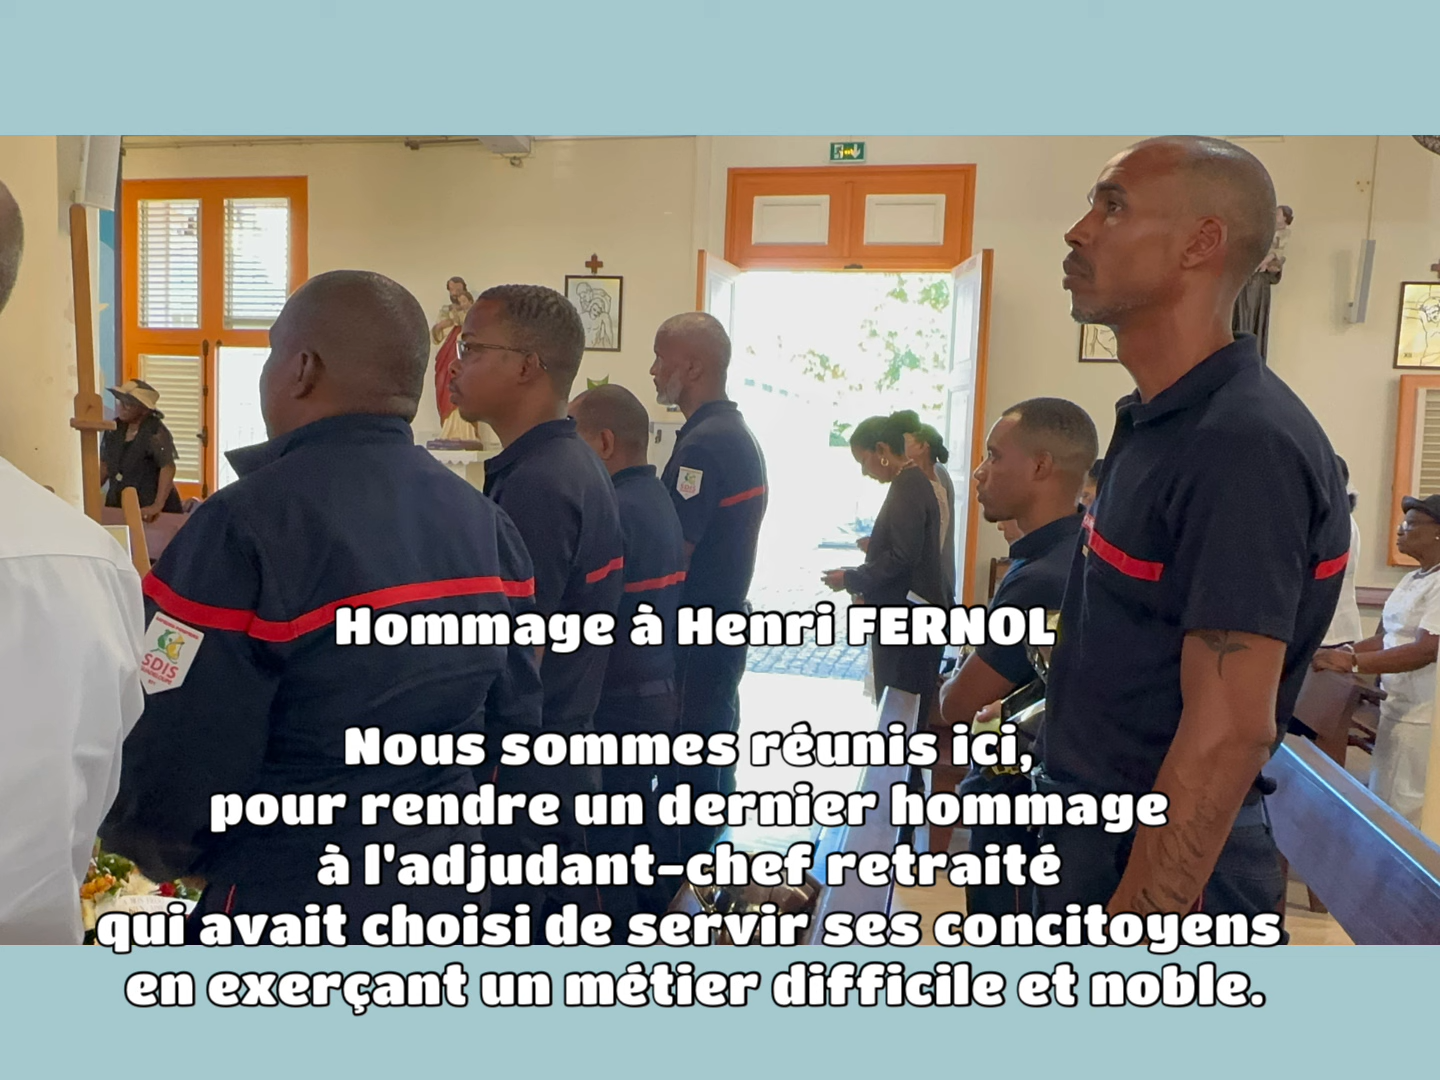 Hommage à Henri FERNOL
Nous sommes réunis ici,
pour rendre un dernier hommage
à l'adjudant-chef retraité
qui avait choisi de servir ses concitoyens
en exerçant un métier difficile et noble.
SDIS
SDIS